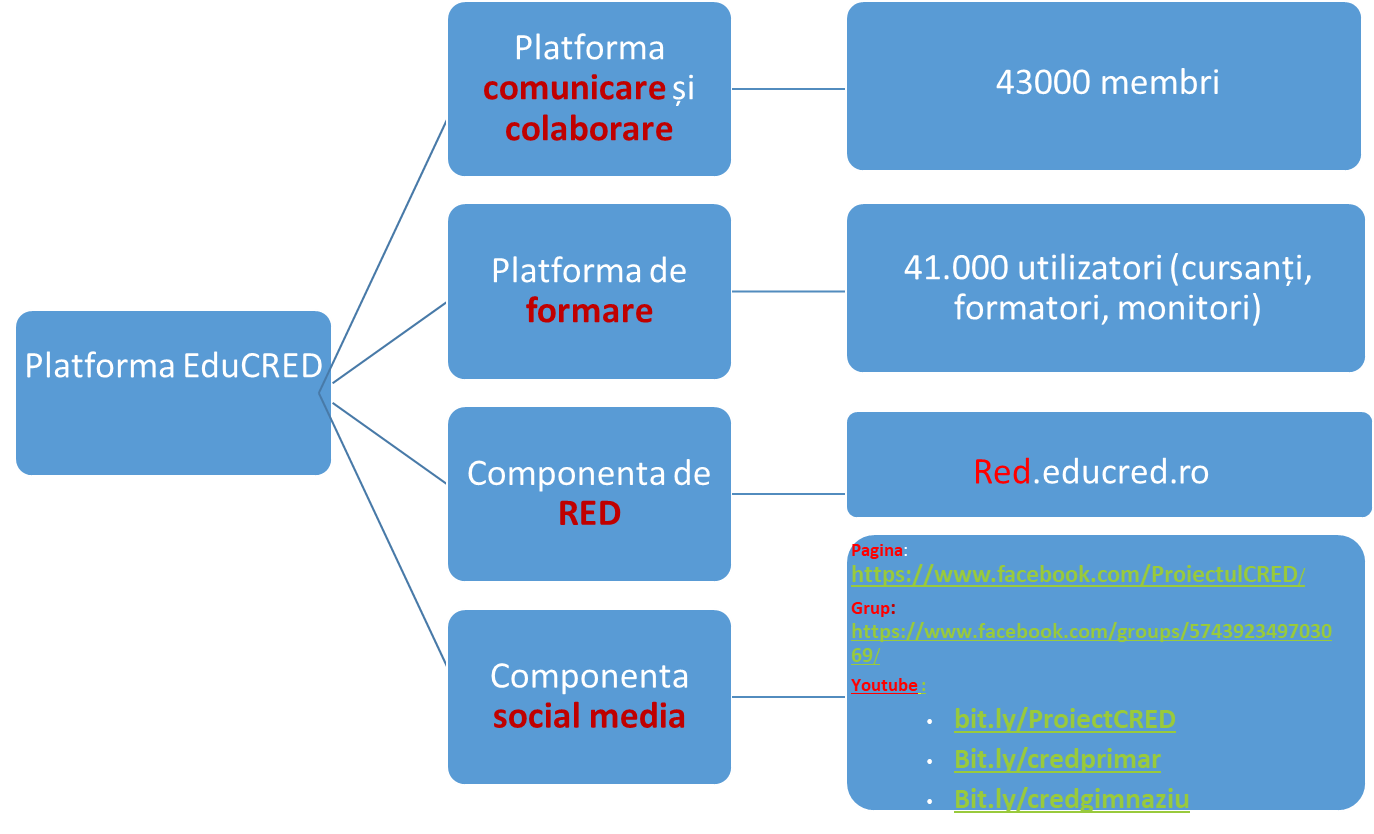 Platforma EduCRED
Platforma
comunicare și
colaborare
43000 membri
Platforma de
formare
41.000 utilizatori (cursanți,
formatori, monitori)
Componenta de
RED
Red.educred.ro
Componenta
social media
Pagina:
https://www.facebook.com/ProiectulCRED/
Grup:
https://www.facebook.com/groups/5743923497030
69/
Youtube :
• bit.ly/ProiectCRED
• Bit.ly/credprimar
• Bit.ly/credgimnaziu